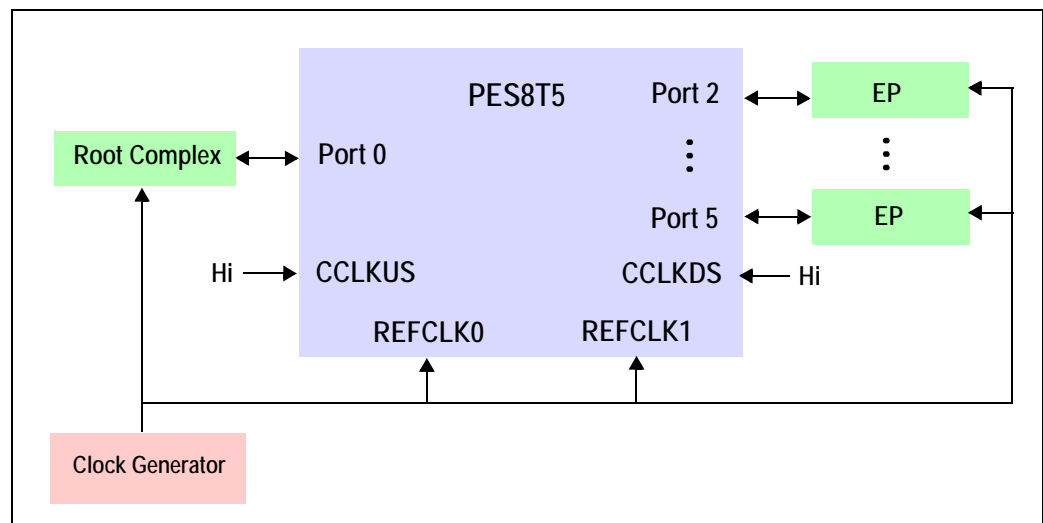 PES8T5
Port 2
EP
Root Complex
Port 0
Port 5
EP
Hi
CCLKUS
CCLKDS
Hi
REFCLK0
REFCLK1
Clock Generator